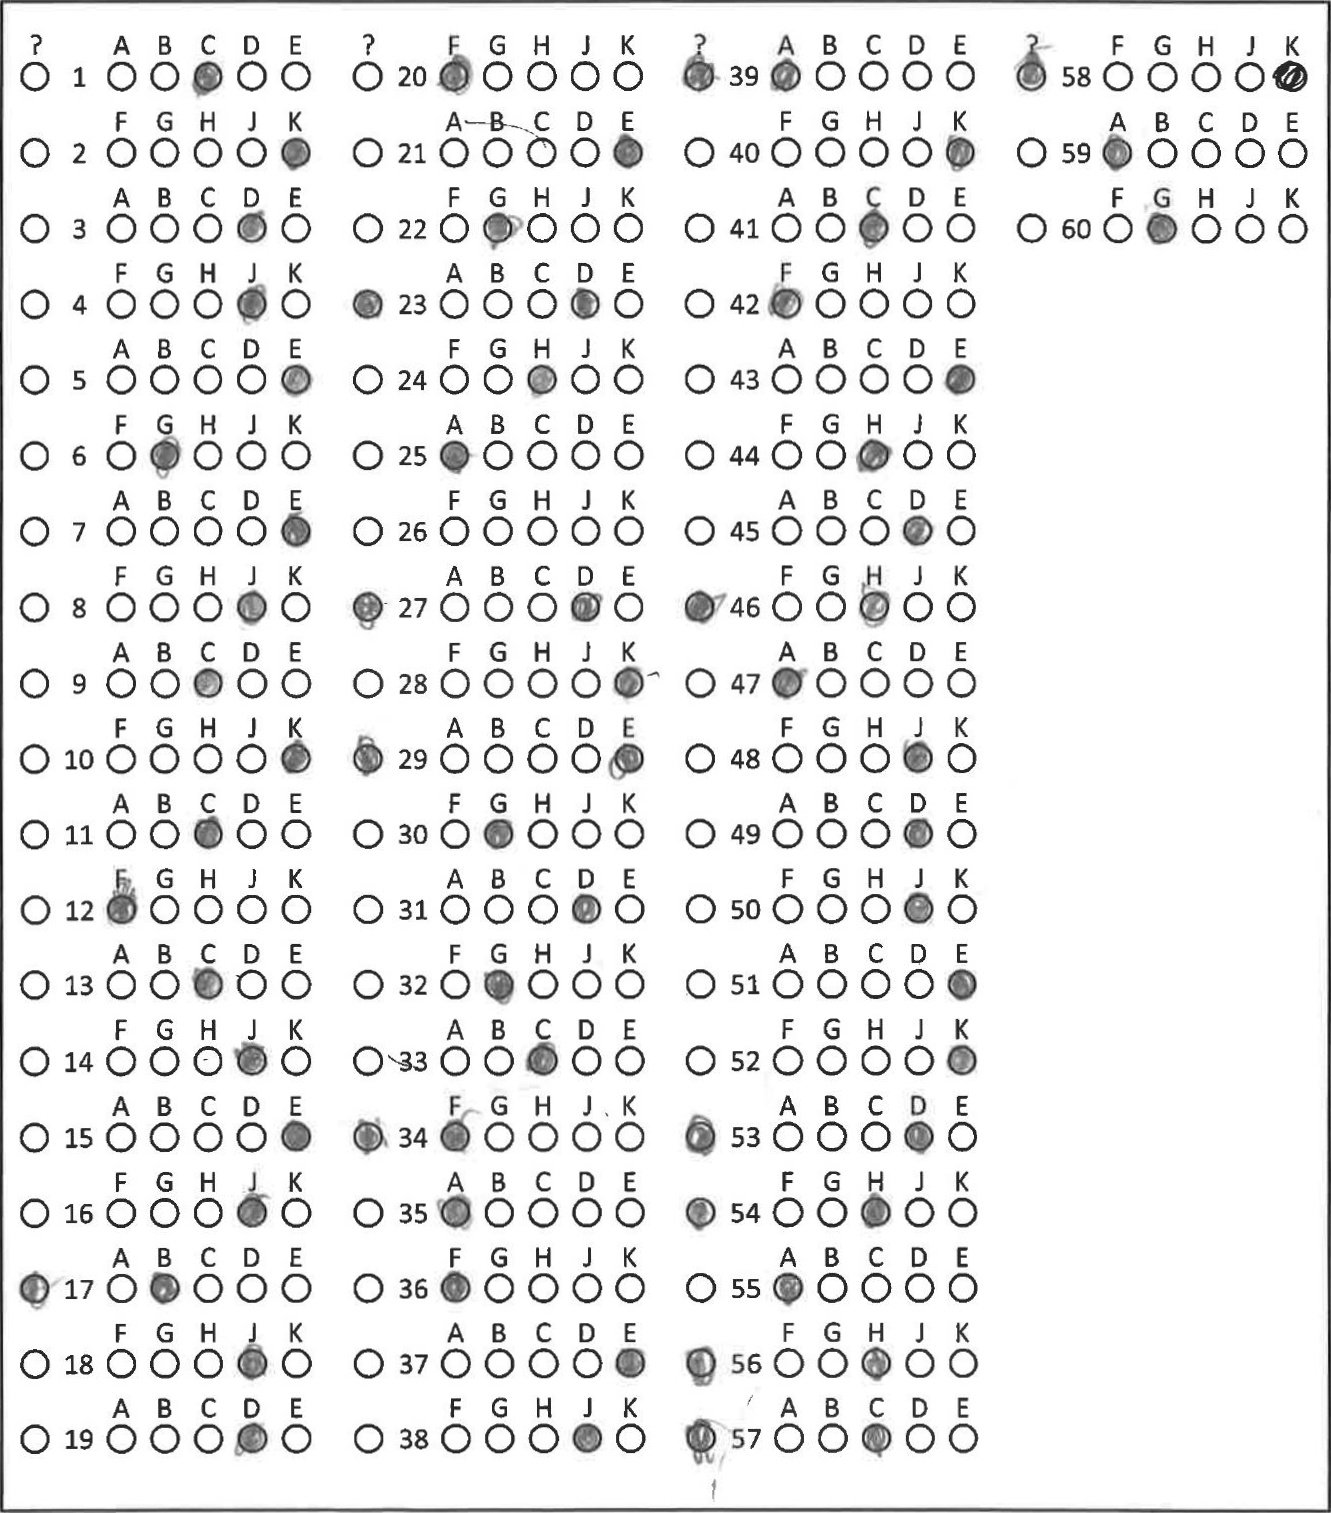 ? A B C D E ? F G H J K ? A B C D E ? F G H J K
1 20 39 58
F G H J K A B C D E F G H J K A B C D E
2 21 40 59
A B C D E F G H J K A B C D E F G H J K
3 22 41 60
F G H J K A B C D E F G H J K
4 23 42
A B C D E F G H J K A B C D E
5 24 43
F G H J K A B C D E F G H J K
6 25 44
A B C D E F G H J K A B C D E
7 26 45
F G H J K A B C D E F G H J K
8 27 46
A B C D E F G H J K A B C D E
9 28 47
F G H J K A B C D E F G H J K
10 29 48
A B C D E F G H J K A B C D E
11 30 49
F G H J K A B C D E F G H J K
12 31 50
A B C D E F G H J K A B C D E
13 32 51
F G H J K A B C D E F G H J K
14 33 52
A B C D E F G H J K A B C D E
15 34 53
F G H J K A B C D E F G H J K
16 35 54
A B C D E F G H J K A B C D E
17 36 55
F G H J K A B C D E F G H J K
18 37 56
A B C D E F G H J K A B C D E
19 38 57